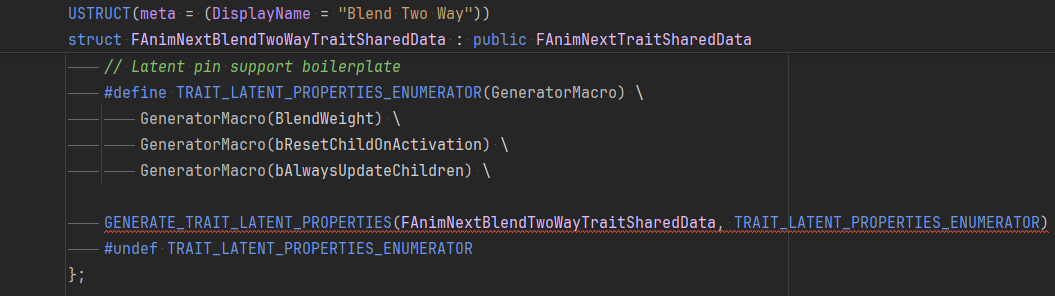 USTRUCT(meta = (DisplayName = "Blend Two Way"))
struct FAnimNextBlendTwoWayTraitSharedData : public FAnimNextTraitSharedData
// Latent pin support boilerplate
#define TRAIT_LATENT_PROPERTIES_ENUMERATOR(GeneratorMacro) \
GeneratorMacro(BlendWeight) \
GeneratorMacro(bResetChildOnActivation) \
GeneratorMacro(bAlwaysUpdateChildren) \
GENERATE_TRAIT_LATENT_PROPERTIES(FAnimNextBlendTwoWayTraitSharedData, TRAIT_LATENT_PROPERTIES_ENUMERATOR)
#undef TRAIT_LATENT_PROPERTIES_ENUMERATOR
};